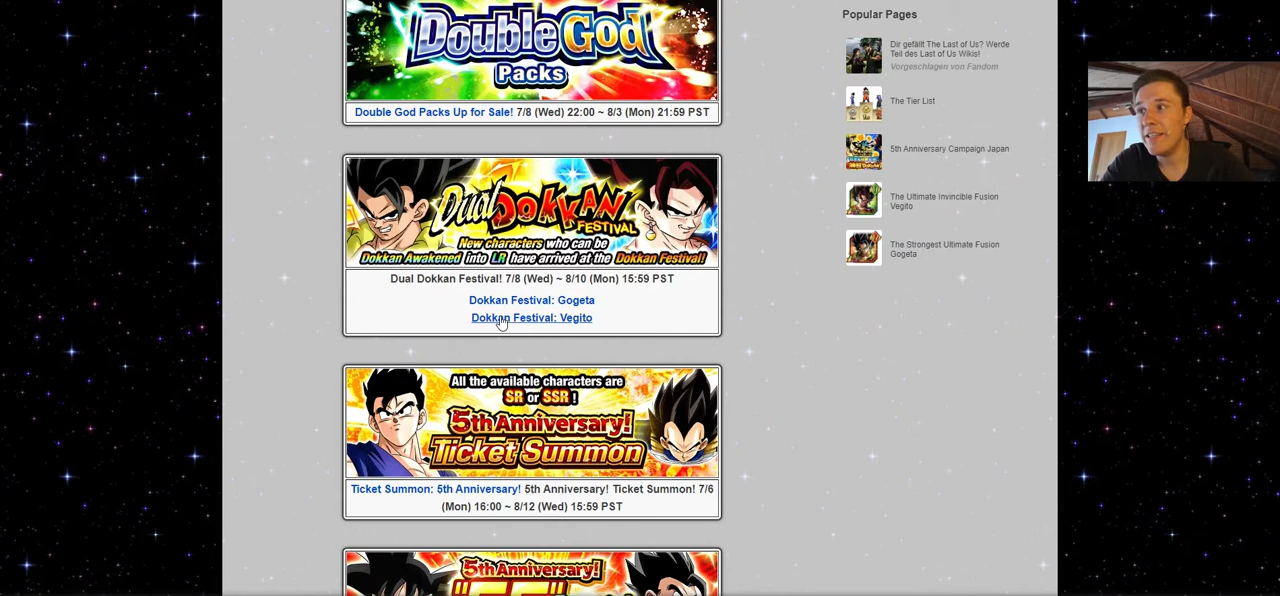 Double God
Packs
Double God Packs Up for Sale! 7/8 (Wed) 22:00 ~ 8/3 (Mon) 21:59 PST
Dual DOKKAN
FESTIVAL
New characters who can be
Dokkan Awakened into LR have arrived at the Dokkan Festival!
Dual Dokkan Festival! 7/8 (Wed) ~ 8/10 (Mon) 15:59 PST
Dokkan Festival: Gogeta
Dokkan Festival: Vegito
All the available characters are
SR or SSR !
5th Anniversary!
Ticket Summon
Ticket Summon: 5th Anniversary! 5th Anniversary! Ticket Summon! 7/6
(Mon) 16:00 ~ 8/12 (Wed) 15:59 PST
5th Anniversary!
Popular Pages
Dir gefällt The Last of Us? Werde
Teil des Last of Us Wikis!
Vorgeschlagen von Fandom
The Tier List
5th Anniversary Campaign Japan
The Ultimate Invincible Fusion
Vegito
The Strongest Ultimate Fusion
Gogeta